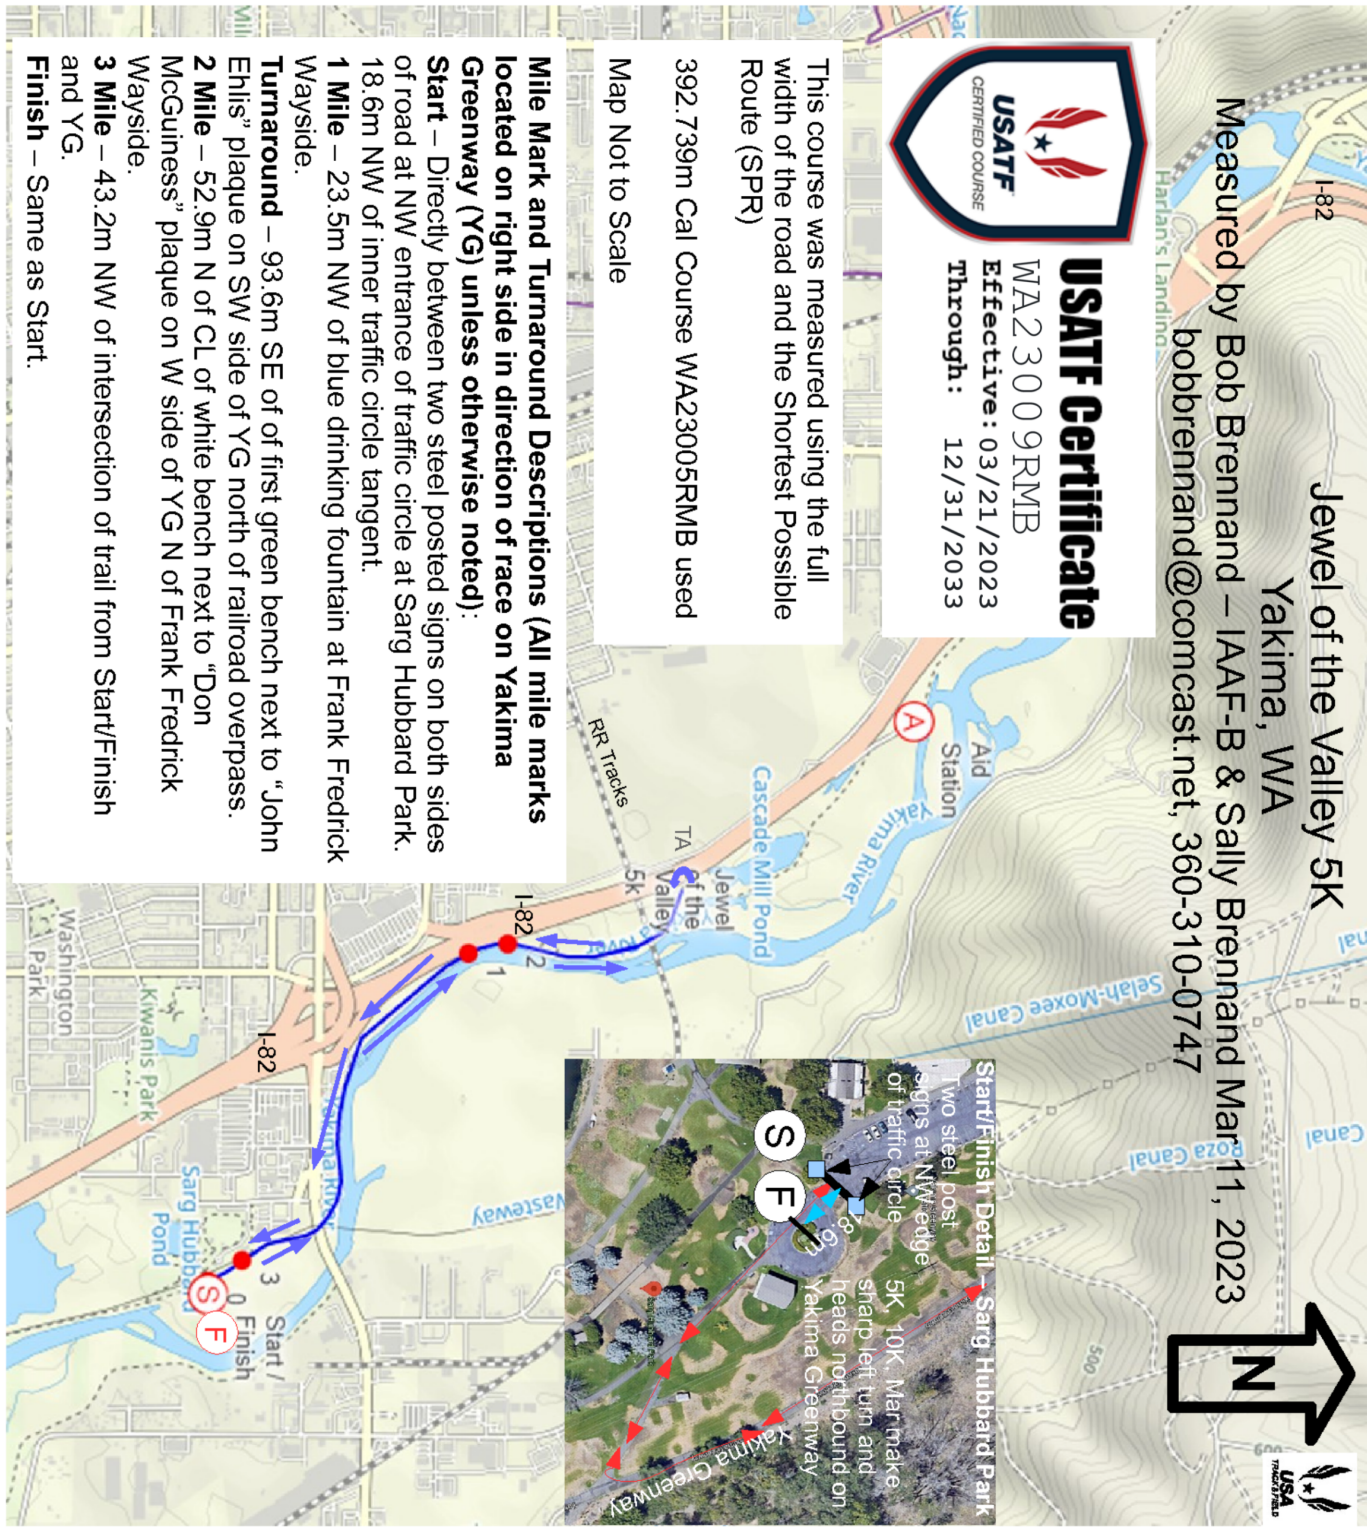 Jewel of the Valley 5K
Yakima, WA
Measured by Bob Brennand – IAAF-B & Sally Brennand Mar 11, 2023
bobbrennand@comcast.net, 360-310-0747
N
USA
TRACK & FIELD
USATF
CERTIFIED COURSE
USATF Certificate
WA23009RMB
Effective: 03/21/2023
Through: 12/31/2033
This course was measured using the full
width of the road and the Shortest Possible
Route (SPR)
392.739m Cal Course WA23005RMB used
Map Not to Scale
Mile Mark and Turnaround Descriptions (All mile marks
located on right side in direction of race on Yakima
Greenway (YG) unless otherwise noted):
Start – Directly between two steel posted signs on both sides
of road at NW entrance of traffic circle at Sarg Hubbard Park.
18.6m NW of inner traffic circle tangent.
1 Mile – 23.5m NW of blue drinking fountain at Frank Fredrick
Wayside.
Turnaround – 93.6m SE of of first green bench next to “John
Ehlis” plaque on SW side of YG north of railroad overpass.
2 Mile – 52.9m N of CL of white bench next to “Don
McGuiness” plaque on W side of YG N of Frank Fredrick
Wayside.
3 Mile – 43.2m NW of intersection of trail from Start/Finish
and YG.
Finish – Same as Start.
Start/Finish Detail – Sarg Hubbard Park
Two steel post
signs at NW edge
of traffic circle
5K, 10K, Mar make
sharp left turn and
heads northbound on
Yakima Greenway
18.6m
S
F
Yakima Greenway
I-82
Harlan's Landing
A
Aid
Station
Yakima River
Cascade Mill Pond
RR Tracks
TA
Jewel
of the
Valley
5k
I-82
2
1
Selah-Moxee Canal
Roza Canal
Canal
Wasteway
Yakima River
I-82
Washington
Park
Kiwanis Park
Sarg Hubbard
Pond
3
0
Start /
Finish
S
F
500
600